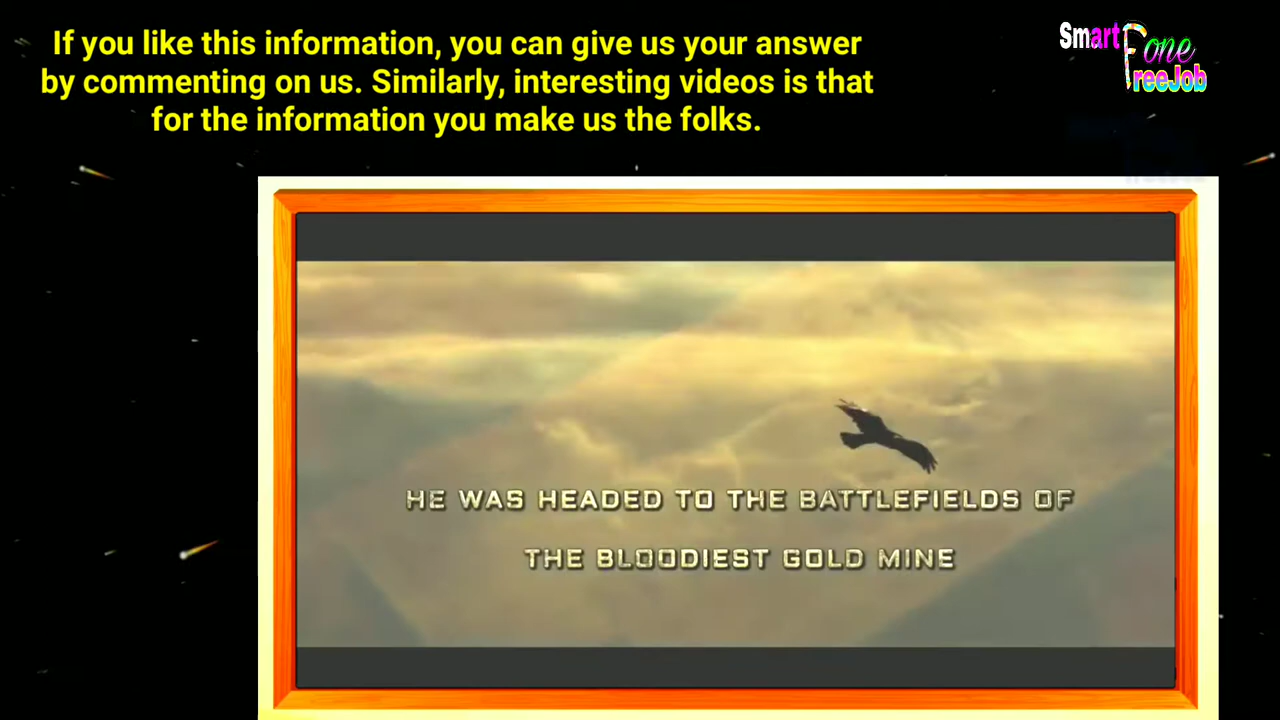 If you like this information, you can give us your answer
by commenting on us. Similarly, interesting videos is that
for the information you make us the folks.
Smart Fone
FreeJob
HE WAS HEADED TO THE BATTLEFIELDS OF
THE BLOODIEST GOLD MINE